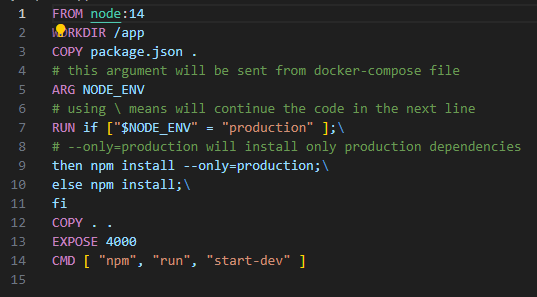 1 FROM node:14
2 WORKDIR /app
3 COPY package.json .
4 # this argument will be sent from docker-compose file
5 ARG NODE_ENV
6 # using \ means will continue the code in the next line
7 RUN if ["$NODE_ENV" = "production" ];\
8 # --only=production will install only production dependencies
9 then npm install --only=production;\
10 else npm install;\
11 fi
12 COPY . .
13 EXPOSE 4000
14 CMD [ "npm", "run", "start-dev" ]
15